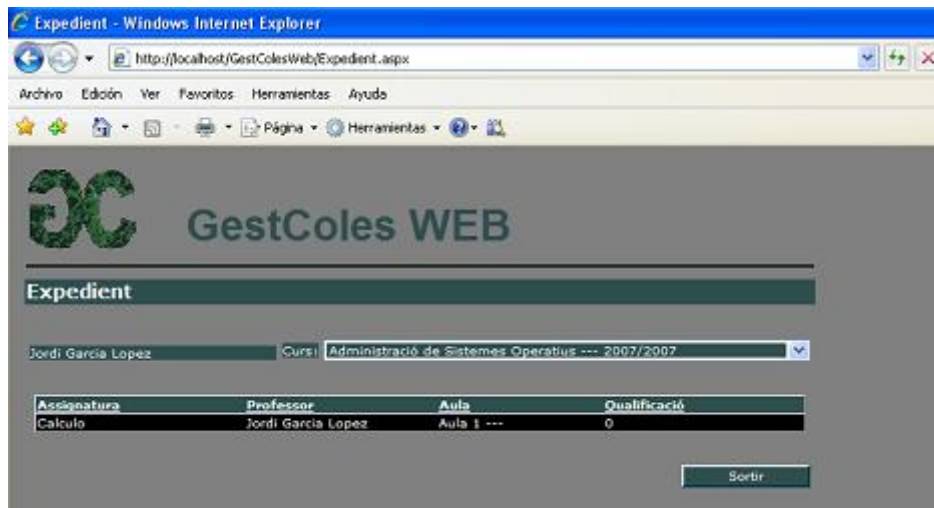 Expedient - Windows Internet Explorer
http://localhost/GestColesWeb/Expedient.aspx
Archivo Edición Ver Favoritos Herramientas Ayuda
Página Herramientas
GC GestColes WEB
Expedient
Jordi Garcia Lopez Curs: Administració de Sistemes Operatius --- 2007/2007
Assignatura Professor Aula Qualificació
Calculo Jordi Garcia Lopez Aula 1 --- 0
Sortir